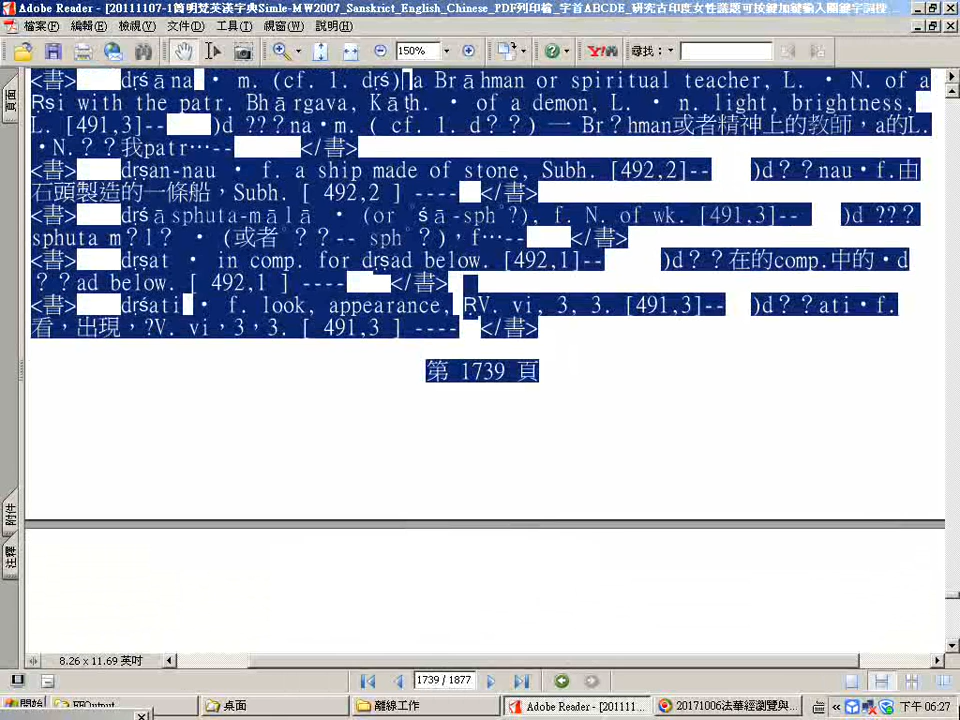 Adobe Reader - [20111107-1簡明梵英漢字典Simle-MW2007_Sanskrict_English_Chinese_PDF列印檔_字首ABCDE_研究古印度女性議題可按鍵加鍵輸入關鍵字詞搜
檔案(F) 編輯(E) 檢視(V) 文件(D) 工具(T) 視窗(W) 說明(H)
150% 尋找：
<書> dṛśāna • m. (cf. 1. dṛś) a Brāhman or spiritual teacher, L. • N. of a
Ṛṣi with the patr. Bhārgava, Kāṭh. • of a demon, L. • n. light, brightness,
L. [491,3]-- )d ???na•m. ( cf. 1. d??) 一 Br?hman或者精神上的教師，a的L.
•N.??我patr…-- </書>
<書> dṛṣan-nau • f. a ship made of stone, Subh. [492,2]-- )d??nau•f.由
石頭製造的一條船，Subh. [ 492,2 ] ---- </書>
<書> dṛśāsphuta-mālā • (or °śā-sph°?), f. N. of wk. [491,3]-- )d ???
sphuta m?l? • (或者°??-- sph°?)，f…-- </書>
<書> dṛṣat • in comp. for dṛṣad below. [492,1]-- )d??在的comp.中的•d
??ad below. [ 492,1 ] ---- </書>
<書> dṛśati • f. look, appearance, ṚV. vi, 3, 3. [491,3]-- )d??ati•f.
看，出現，?V. vi，3，3. [ 491,3 ] ---- </書>
第 1739 頁
頁面
附件
注釋
8.26 x 11.69 英吋
1739 / 1877
開始 FFOutput 桌面 離線工作 Adobe Reader - [201111... 20171006法華經瀏覽與... 下午 06:27